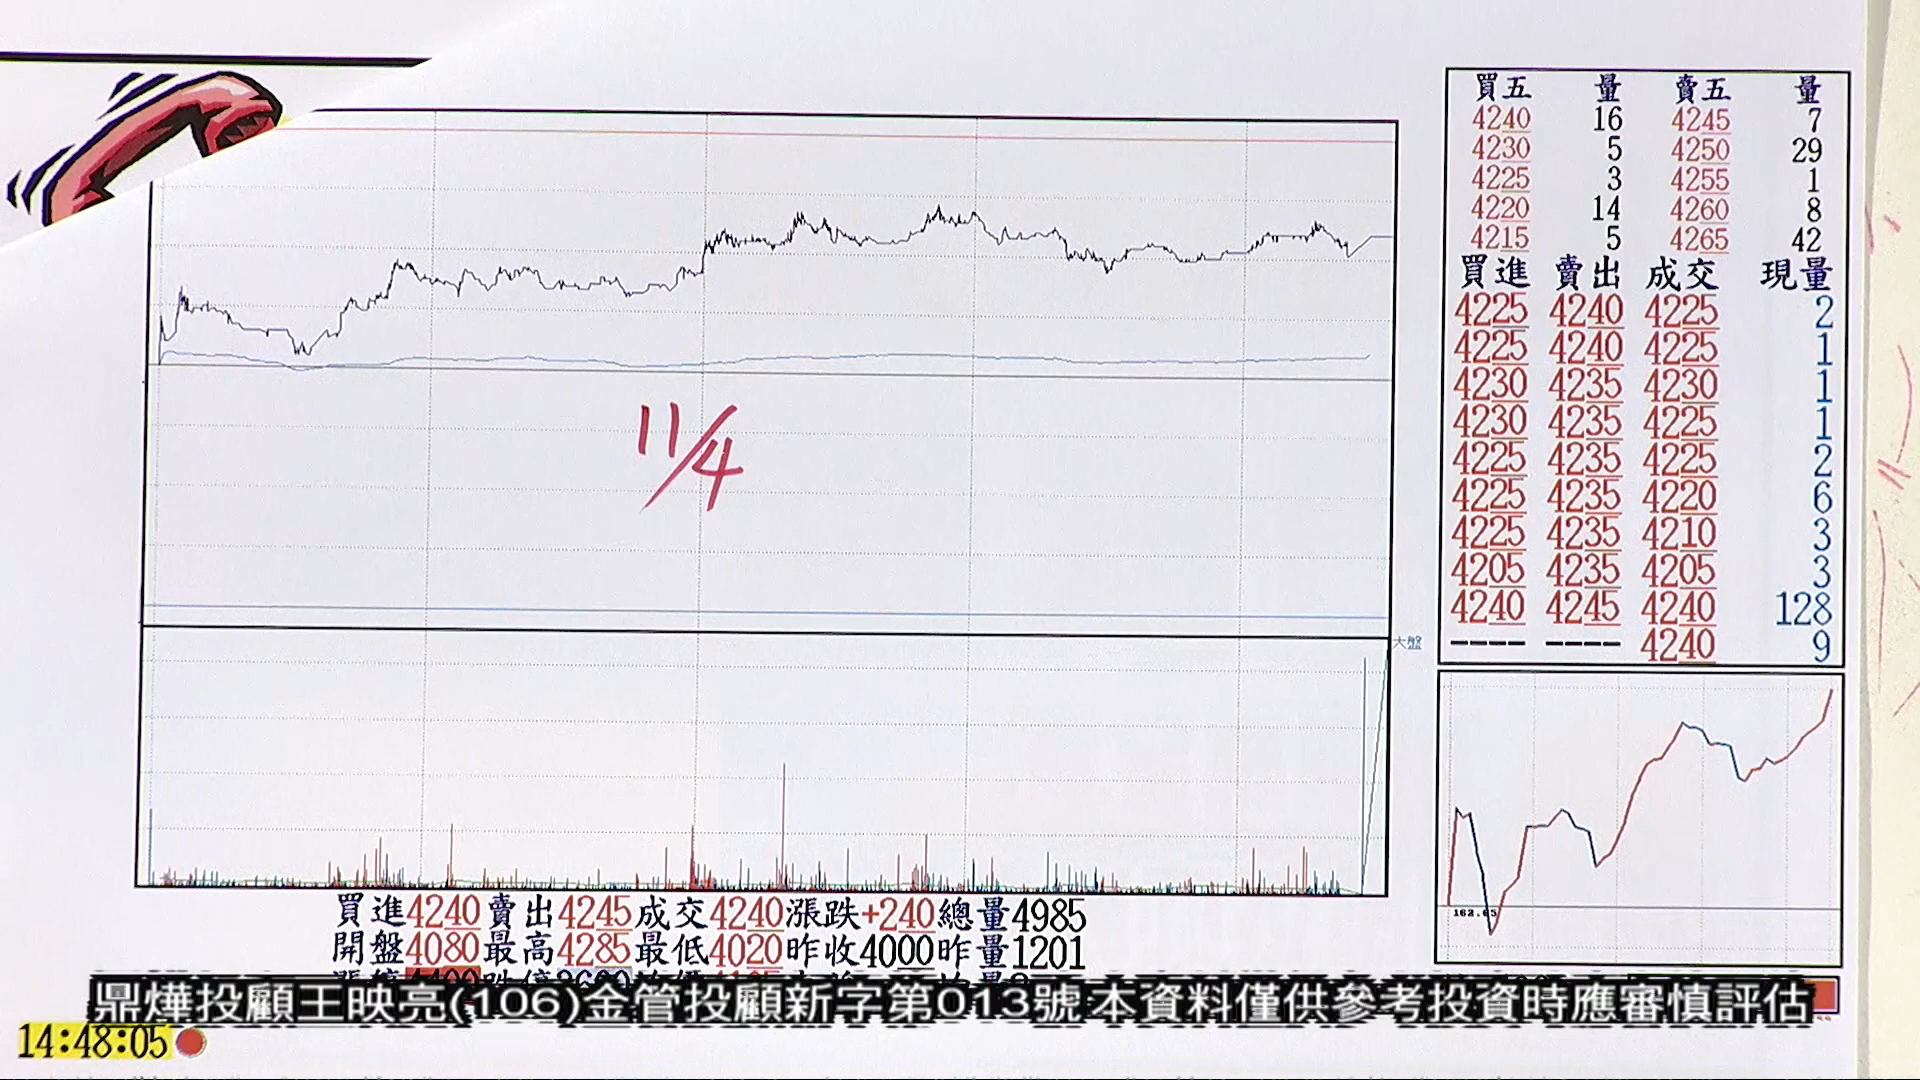 買五 量 賣五 量
4240 16 4245 7
4230 5 4250 29
4225 3 4255 1
4220 14 4260 8
4215 5 4265 42
買進 賣出 成交 現量
4225 4240 4225 2
4225 4240 4225 1
4230 4235 4230 1
4230 4235 4225 1
4225 4235 4225 2
4225 4235 4220 6
4225 4235 4210 3
4205 4235 4205 3
4240 4245 4240 128
---- ---- 4240 9
11/4
大盤
162.65
買進4240賣出4245成交4240漲跌+240總量4985
開盤4080最高4285最低4020昨收4000昨量1201
鼎燁投顧王映亮(106)金管投顧新字第013號 本資料僅供參考投資時應審慎評估
14:48:05